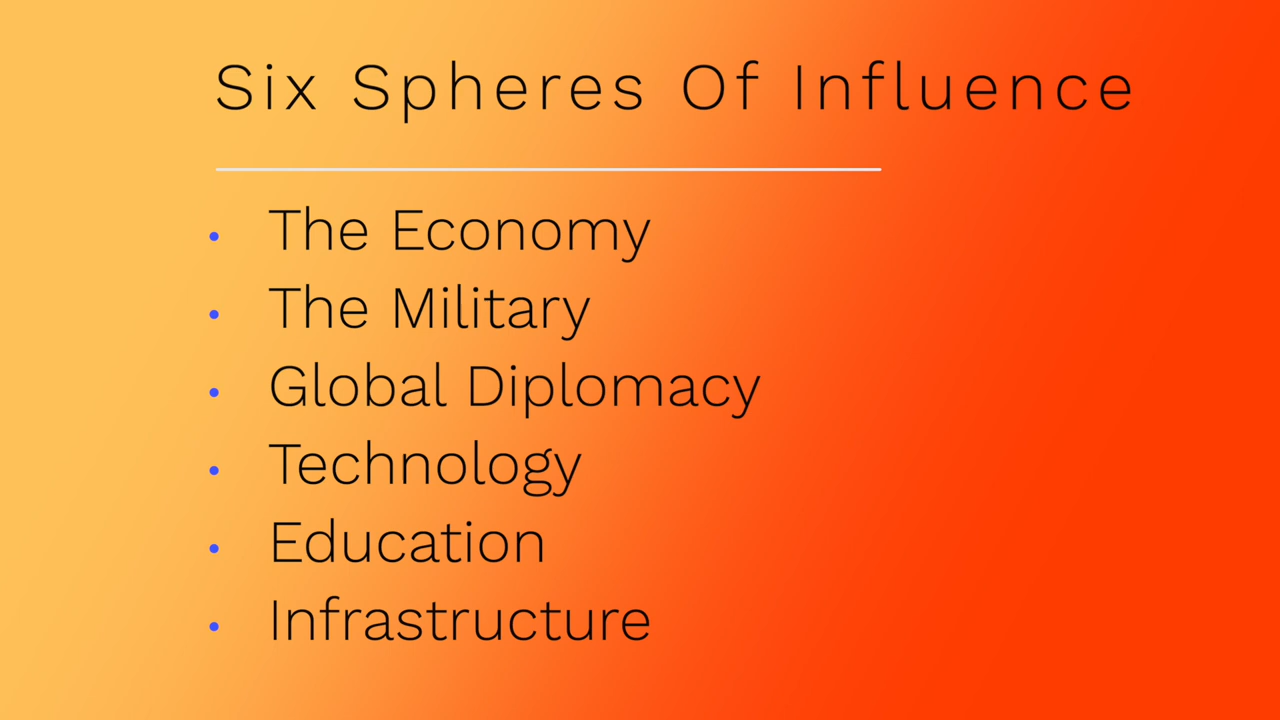 Six Spheres Of Influence
• The Economy
• The Military
• Global Diplomacy
• Technology
• Education
• Infrastructure